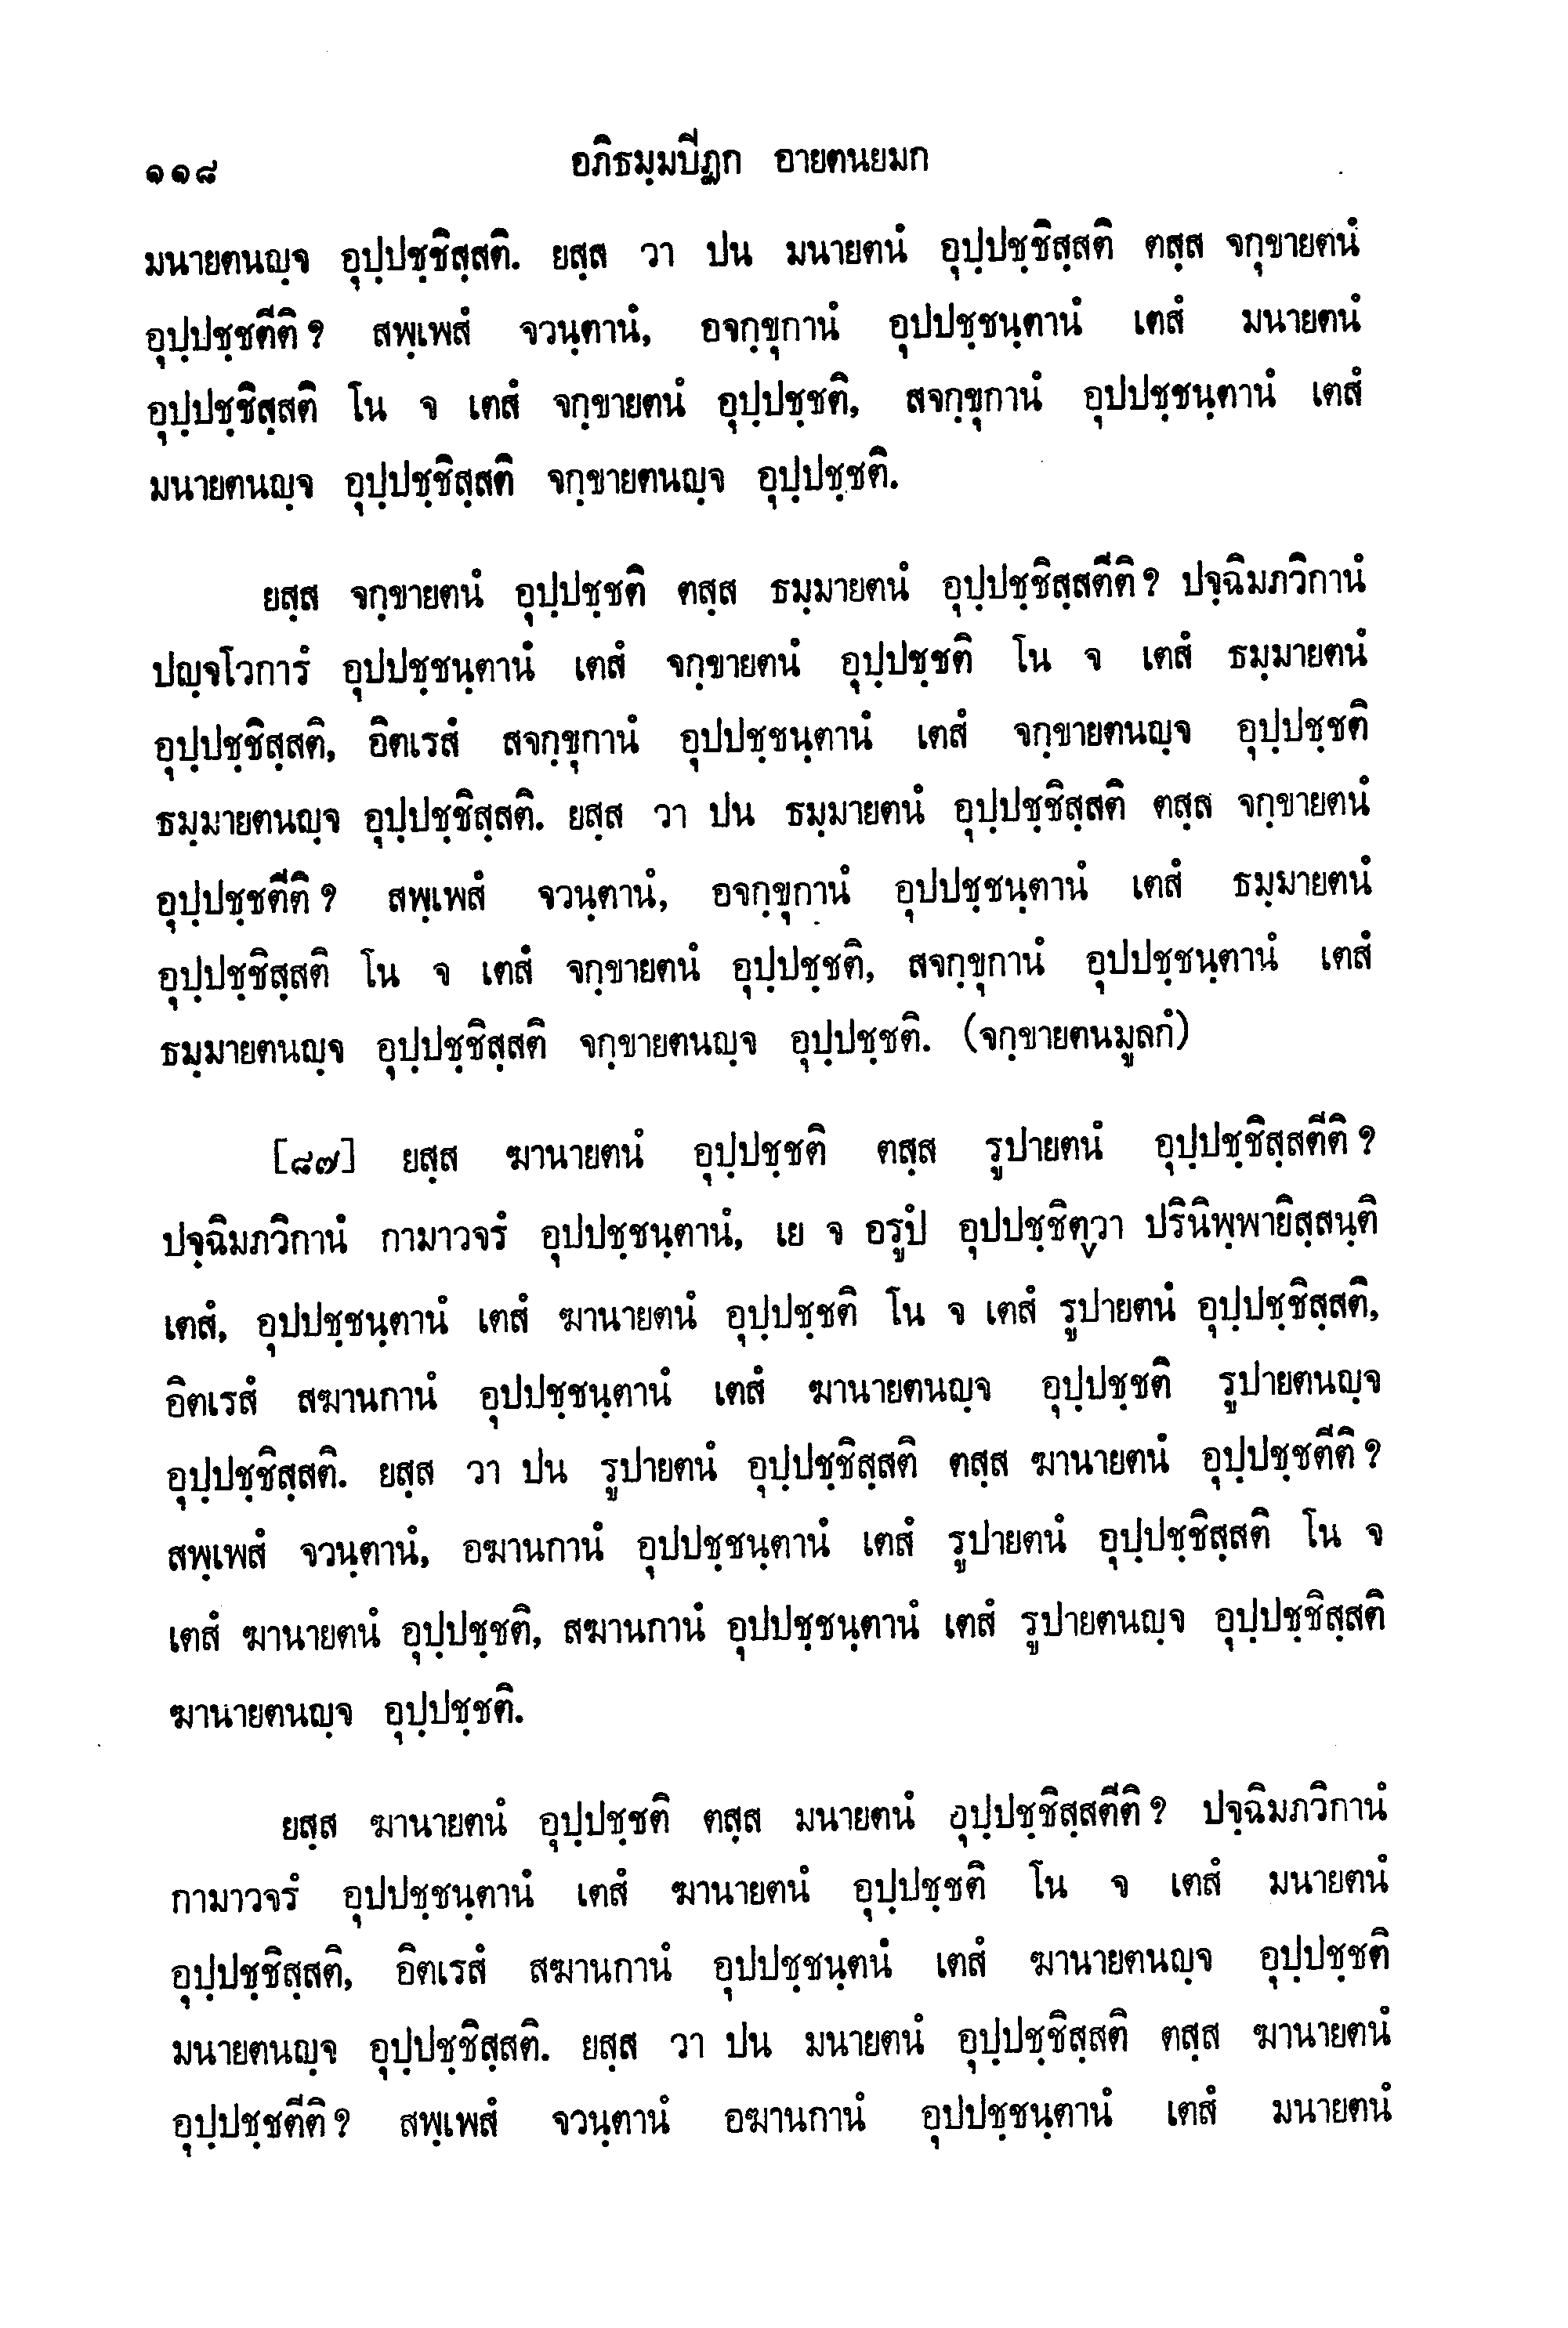 ๑๑๘ อภิธมฺมปีฏก อายตนยมก
มนายตนญฺจ อุปฺปชฺชิสฺสติ. ยสฺส วา ปน มนายตนํ อุปฺปชฺชิสฺสติ ตสฺส จกฺขายตนํ
อุปฺปชฺชตีติ ? สพฺเพสํ จวนฺตานํ, อจกฺขุกานํ อุปปชฺชนฺตานํ เตสํ มนายตนํ
อุปฺปชฺชิสฺสติ โน จ เตสํ จกฺขายตนํ อุปฺปชฺชติ, สจกฺขุกานํ อุปปชฺชนฺตานํ เตสํ
มนายตนญฺจ อุปฺปชฺชิสฺสติ จกฺขายตนญฺจ อุปฺปชฺชติ.
ยสฺส จกฺขายตนํ อุปฺปชฺชติ ตสฺส ธมฺมายตนํ อุปฺปชฺชิสฺสตีติ ? ปจฺฉิมภวิกานํ
ปญฺจโวการํ อุปปชฺชนฺตานํ เตสํ จกฺขายตนํ อุปฺปชฺชติ โน จ เตสํ ธมฺมายตนํ
อุปฺปชฺชิสฺสติ, อิตเรสํ สจกฺขุกานํ อุปปชฺชนฺตานํ เตสํ จกฺขายตนญฺจ อุปฺปชฺชติ
ธมฺมายตนญฺจ อุปฺปชฺชิสฺสติ. ยสฺส วา ปน ธมฺมายตนํ อุปฺปชฺชิสฺสติ ตสฺส จกฺขายตนํ
อุปฺปชฺชตีติ ? สพฺเพสํ จวนฺตานํ, อจกฺขุกานํ อุปปชฺชนฺตานํ เตสํ ธมฺมายตนํ
อุปฺปชฺชิสฺสติ โน จ เตสํ จกฺขายตนํ อุปฺปชฺชติ, สจกฺขุกานํ อุปปชฺชนฺตานํ เตสํ
ธมฺมายตนญฺจ อุปฺปชฺชิสฺสติ จกฺขายตนญฺจ อุปฺปชฺชติ. (จกฺขายตนมูลกํ)
[๘๗] ยสฺส ฆานายตนํ อุปฺปชฺชติ ตสฺส รูปายตนํ อุปฺปชฺชิสฺสตีติ ?
ปจฺฉิมภวิกานํ กามาวจรํ อุปปชฺชนฺตานํ, เย จ อรูปํ อุปปชฺชิตฺวา ปรินิพฺพายิสฺสนฺติ
เตสํ, อุปปชฺชนฺตานํ เตสํ ฆานายตนํ อุปฺปชฺชติ โน จ เตสํ รูปายตนํ อุปฺปชฺชิสฺสติ,
อิตเรสํ สฆานกานํ อุปปชฺชนฺตานํ เตสํ ฆานายตนญฺจ อุปฺปชฺชติ รูปายตนญฺจ
อุปฺปชฺชิสฺสติ. ยสฺส วา ปน รูปายตนํ อุปฺปชฺชิสฺสติ ตสฺส ฆานายตนํ อุปฺปชฺชตีติ ?
สพฺเพสํ จวนฺตานํ, อฆานกานํ อุปปชฺชนฺตานํ เตสํ รูปายตนํ อุปฺปชฺชิสฺสติ โน จ
เตสํ ฆานายตนํ อุปฺปชฺชติ, สฆานกานํ อุปปชฺชนฺตานํ เตสํ รูปายตนญฺจ อุปฺปชฺชิสฺสติ
ฆานายตนญฺจ อุปฺปชฺชติ.
ยสฺส ฆานายตนํ อุปฺปชฺชติ ตสฺส มนายตนํ อุปฺปชฺชิสฺสตีติ ? ปจฺฉิมภวิกานํ
กามาวจรํ อุปปชฺชนฺตานํ เตสํ ฆานายตนํ อุปฺปชฺชติ โน จ เตสํ มนายตนํ
อุปฺปชฺชิสฺสติ, อิตเรสํ สฆานกานํ อุปปชฺชนฺตนํ เตสํ ฆานายตนญฺจ อุปฺปชฺชติ
มนายตนญฺจ อุปฺปชฺชิสฺสติ. ยสฺส วา ปน มนายตนํ อุปฺปชฺชิสฺสติ ตสฺส ฆานายตนํ
อุปฺปชฺชตีติ ? สพฺเพสํ จวนฺตานํ อฆานกานํ อุปปชฺชนฺตานํ เตสํ มนายตนํ